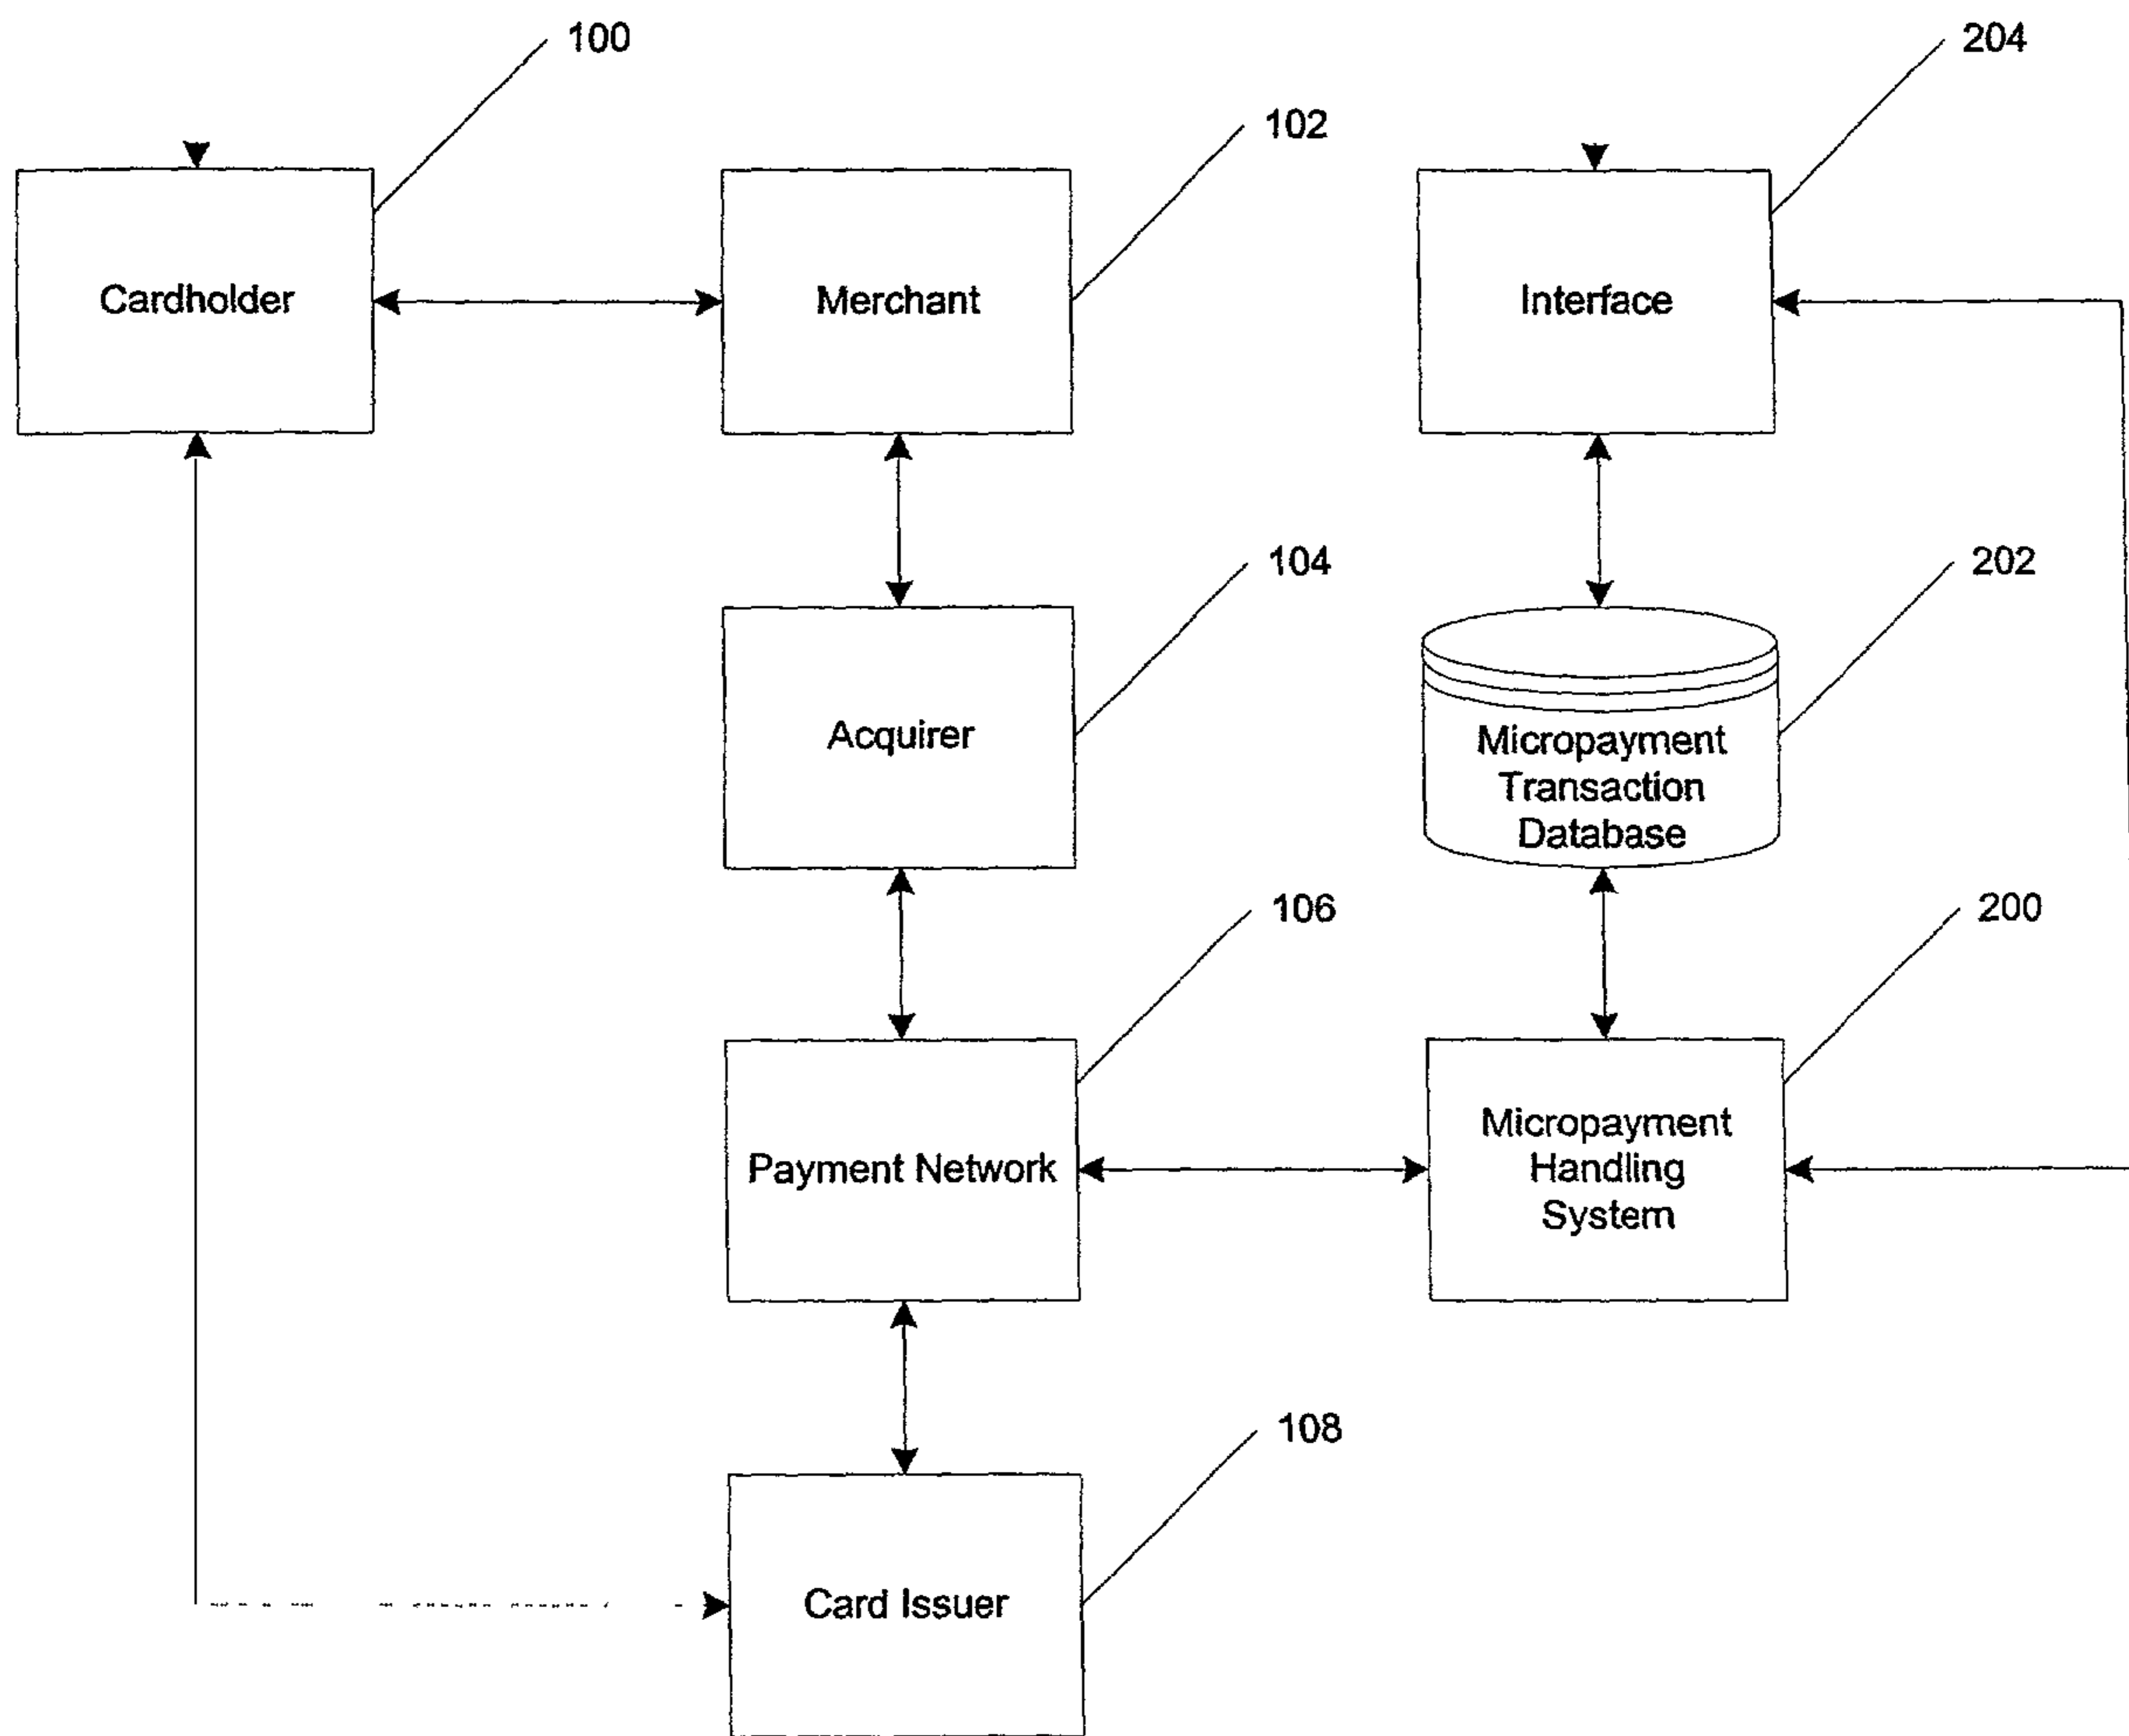 100
204
102
Cardholder
Merchant
Interface
104
202
Acquirer
Micropayment
Transaction
Database
106
200
Payment Network
Micropayment
Handling
System
108
Card Issuer